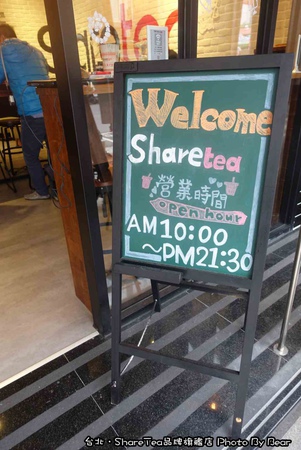 Welcome
Sharetea
營業時間
open hour
AM10:00
～PM21:30
台北‧ShareTea品牌旗艦店 Photo By Bear